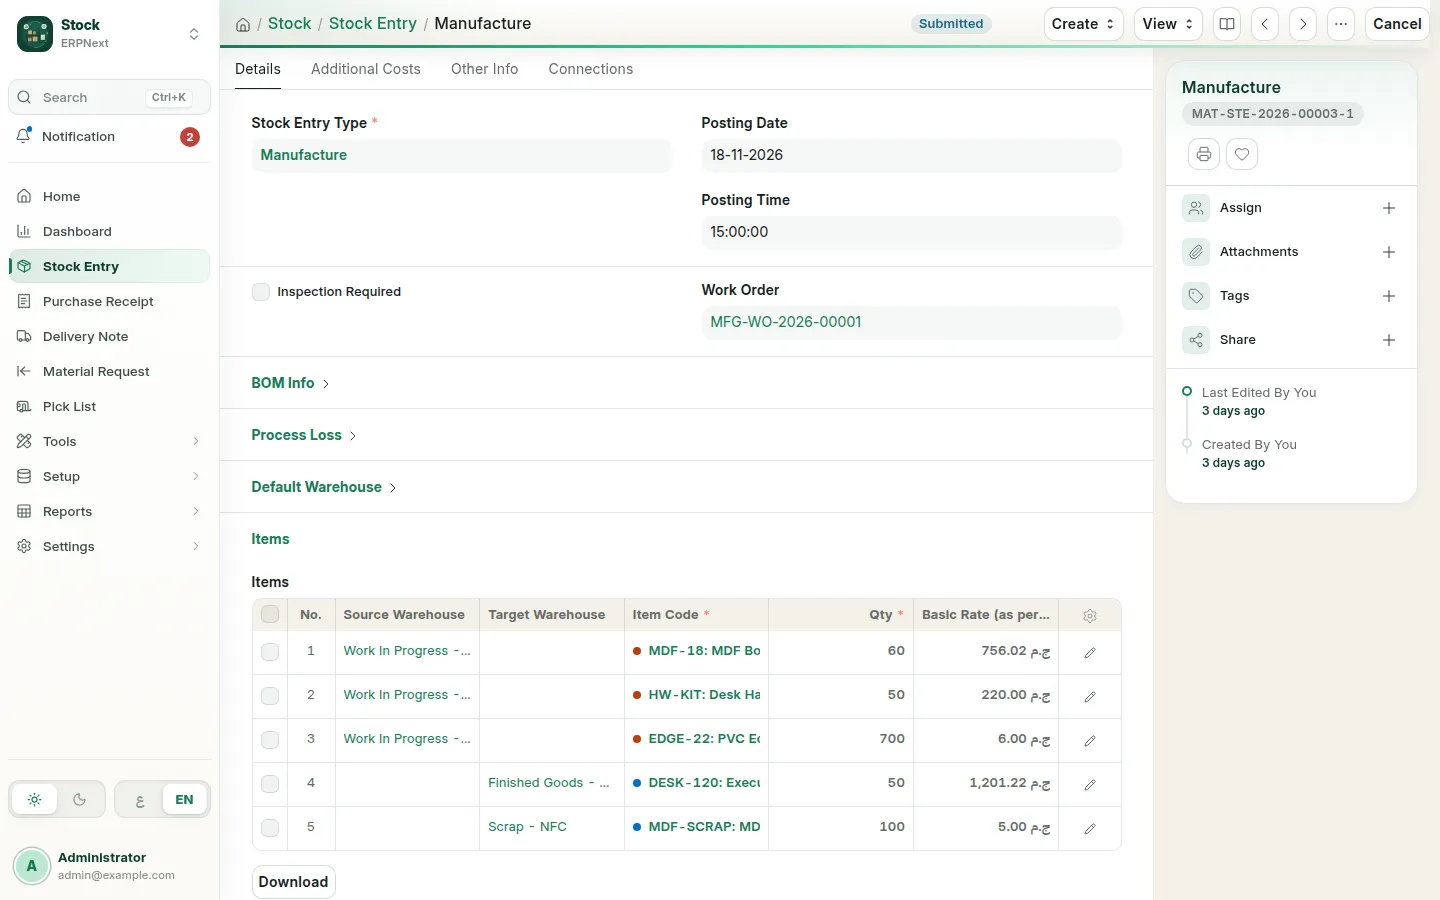 Stock
ERPNext
Search Ctrl+K
Notification 2
Home
Dashboard
Stock Entry
Purchase Receipt
Delivery Note
Material Request
Pick List
Tools
Setup
Reports
Settings
ع EN
A Administrator
admin@example.com
/ Stock / Stock Entry / Manufacture
Submitted
Create View ... Cancel
Details Additional Costs Other Info Connections
Stock Entry Type *
Manufacture
Posting Date
18-11-2026
Posting Time
15:00:00
Inspection Required
Work Order
MFG-WO-2026-00001
BOM Info
Process Loss
Default Warehouse
Items
Items
No. Source Warehouse Target Warehouse Item Code * Qty * Basic Rate (as per...
1 Work In Progress -... MDF-18: MDF Bo 60 756.02 ج.م
2 Work In Progress -... HW-KIT: Desk Ha 50 220.00 ج.م
3 Work In Progress -... EDGE-22: PVC Ec 700 6.00 ج.م
4 Finished Goods - ... DESK-120: Execu 50 1,201.22 ج.م
5 Scrap - NFC MDF-SCRAP: MD 100 5.00 ج.م
Download
Manufacture
MAT-STE-2026-00003-1
Assign
Attachments
Tags
Share
Last Edited By You
3 days ago
Created By You
3 days ago